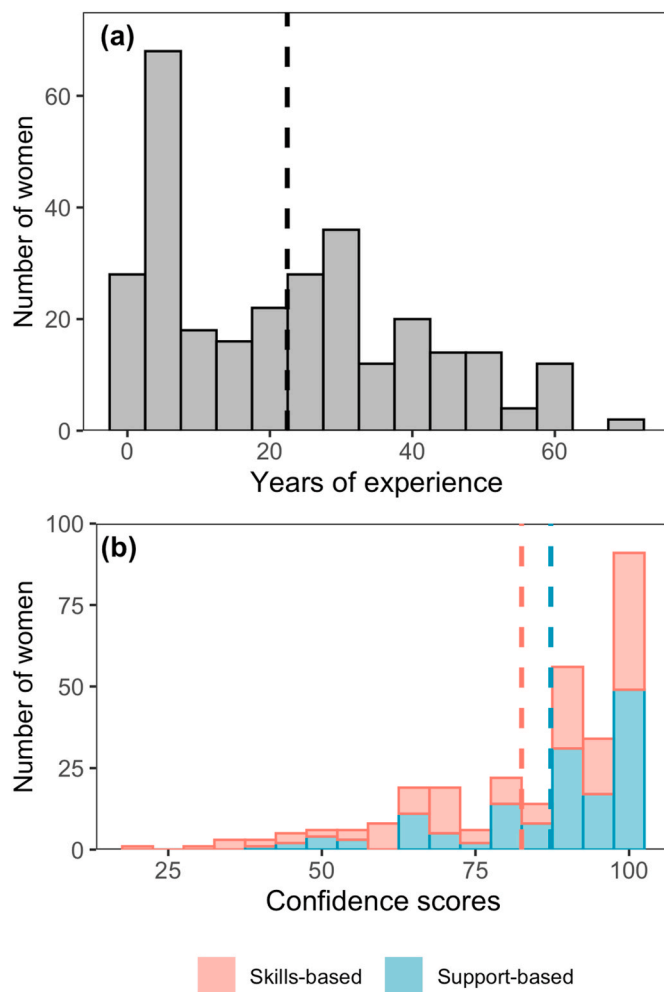 (a)
Number of women
60
40
20
0
0 20 40 60
Years of experience
(b)
Number of women
100
75
50
25
0
25 50 75 100
Confidence scores
Skills-based Support-based